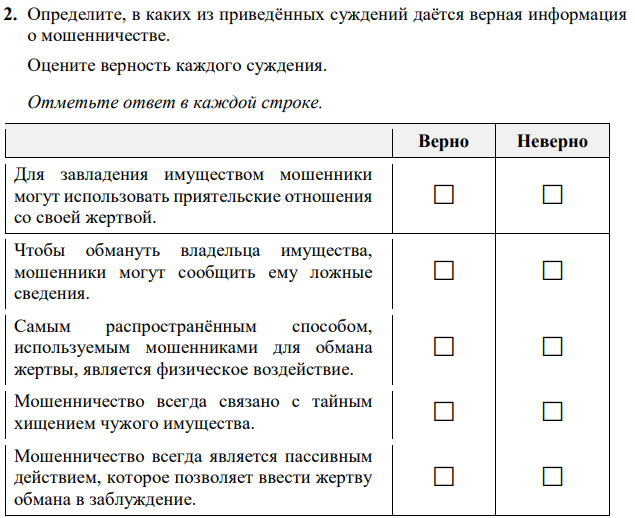 2. Определите, в каких из приведённых суждений даётся верная информация
о мошенничестве.
Оцените верность каждого суждения.
Отметьте ответ в каждой строке.
Верно Неверно
Для завладения имуществом мошенники
могут использовать приятельские отношения
со своей жертвой.
Чтобы обмануть владельца имущества,
мошенники могут сообщить ему ложные
сведения.
Самым распространённым способом,
используемым мошенниками для обмана
жертвы, является физическое воздействие.
Мошенничество всегда связано с тайным
хищением чужого имущества.
Мошенничество всегда является пассивным
действием, которое позволяет ввести жертву
обмана в заблуждение.